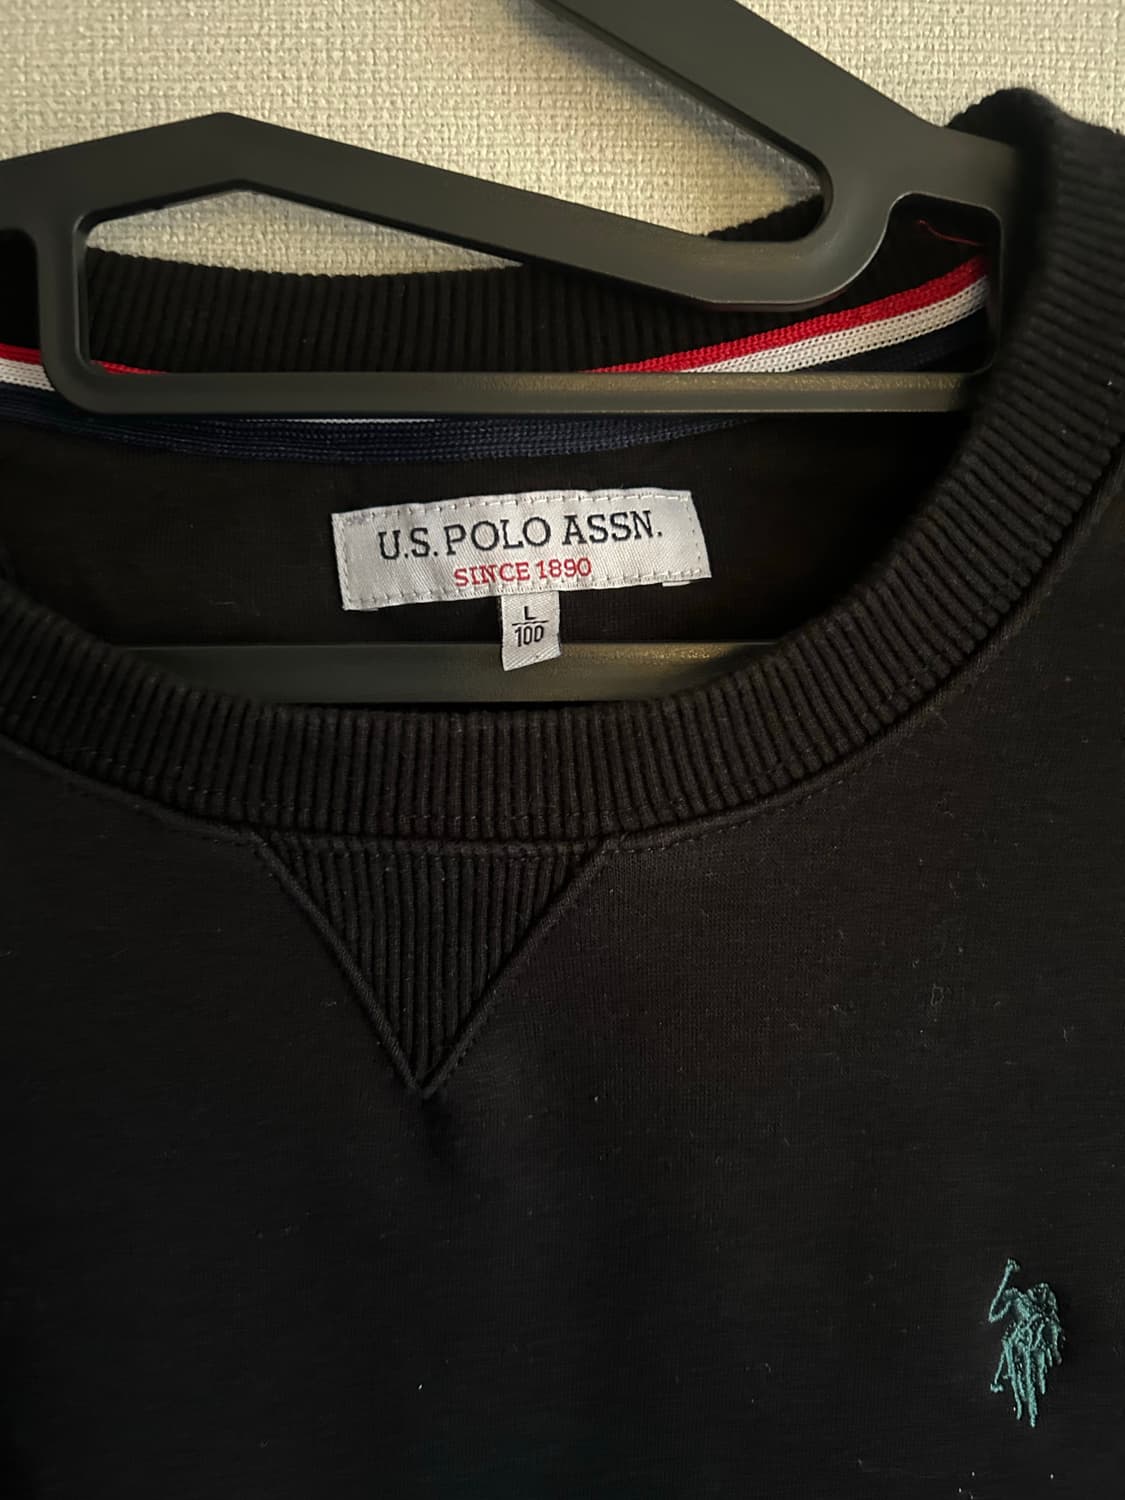 U.S. POLO ASSN.
SINCE 1890
L
100